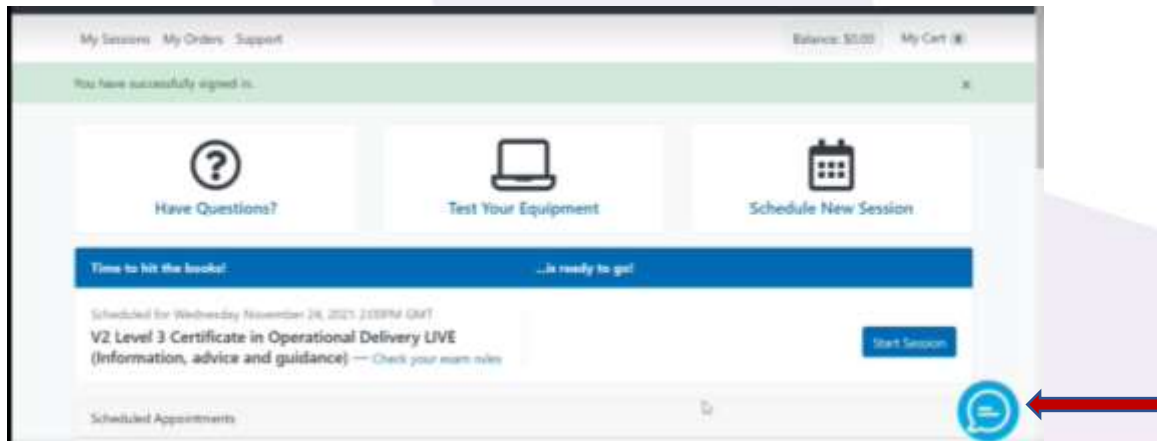 My Sessions My Orders Support Balance: $0.00 My Cart
You have successfully signed in. ×
Have Questions? Test Your Equipment Schedule New Session
Time to hit the books! ...is ready to go!
Scheduled for Wednesday November 24, 2021 2:00PM GMT
V2 Level 3 Certificate in Operational Delivery LIVE
(Information, advice and guidance) — Check your exam rules
Start Session
Scheduled Appointments